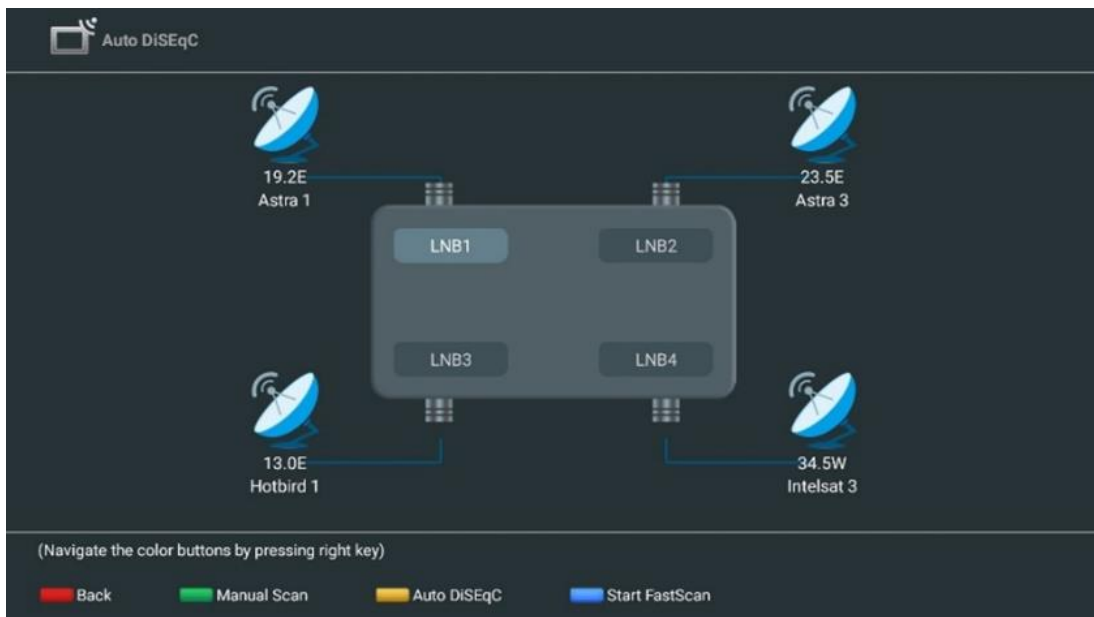 Auto DiSEqC
19.2E
Astra 1
23.5E
Astra 3
LNB1
LNB2
LNB3
LNB4
13.0E
Hotbird 1
34.5W
Intelsat 3
(Navigate the color buttons by pressing right key)
Back
Manual Scan
Auto DiSEqC
Start FastScan